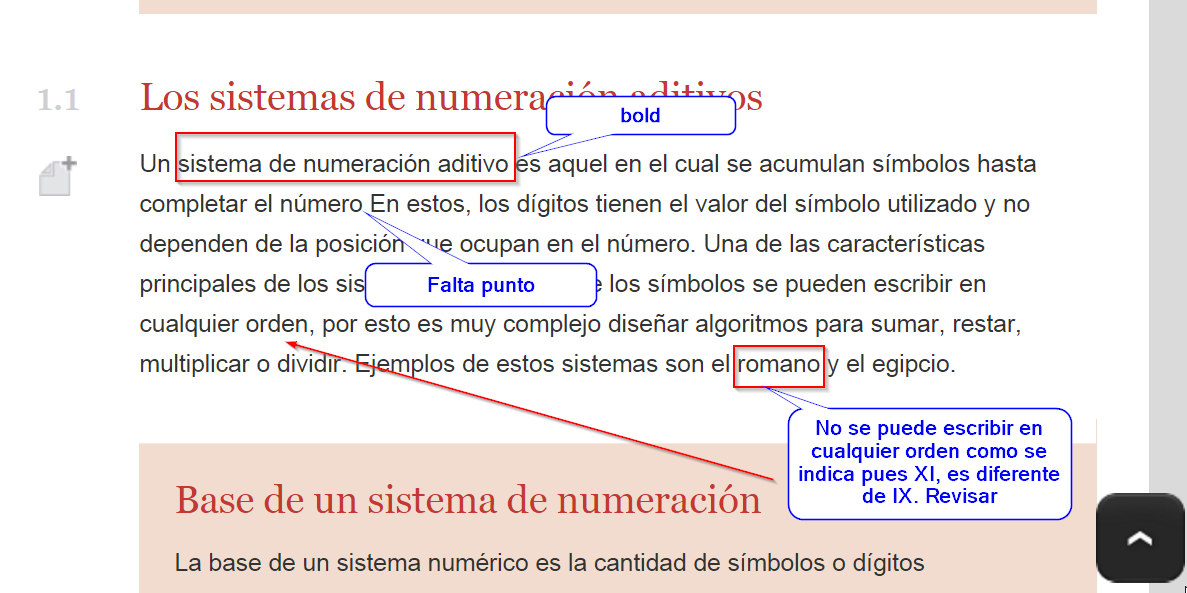 1.1
Los sistemas de numeración aditivos
bold
Un sistema de numeración aditivo es aquel en el cual se acumulan símbolos hasta
completar el número En estos, los dígitos tienen el valor del símbolo utilizado y no
dependen de la posición que ocupan en el número. Una de las características
principales de los los símbolos se pueden escribir en
Falta punto
cualquier orden, por esto es muy complejo diseñar algoritmos para sumar, restar,
multiplicar o dividir. Ejemplos de estos sistemas son el romano y el egipcio.
No se puede escribir en
cualquier orden como se
indica pues XI, es diferente
de IX. Revisar
Base de un sistema de numeración
La base de un sistema numérico es la cantidad de símbolos o dígitos